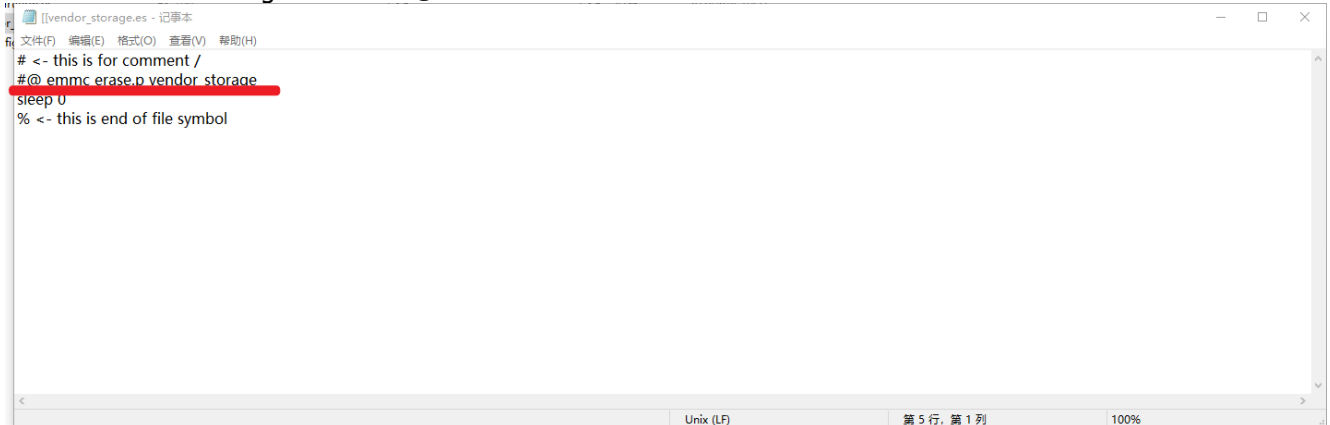 [[vendor_storage.es - 记事本
文件(F) 编辑(E) 格式(O) 查看(V) 帮助(H)
# <- this is for comment /
#@ emmc erase.p vendor_storage
sleep 0
% <- this is end of file symbol
Unix (LF) 第 5 行, 第 1 列 100%